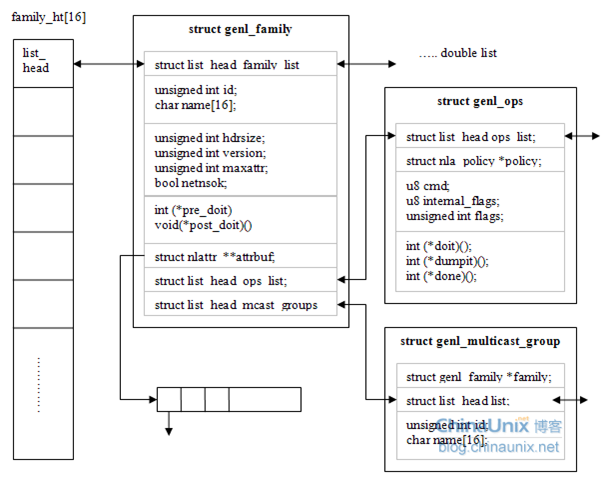 family_ht[16]
list_
head
struct genl_family
struct list_head family_list
unsigned int id;
char name[16];
unsigned int hdrsize;
unsigned int version;
unsigned int maxattr;
bool netnsok;
int (*pre_doit)
void(*post_doit)()
struct nlattr **attrbuf;
struct list_head ops_list;
struct list_head mcast_groups
..... double list
struct genl_ops
struct list_head ops_list;
struct nla_policy *policy;
u8 cmd;
u8 internal_flags;
unsigned int flags;
int (*doit)();
int (*dumpit)();
int (*done)();
struct genl_multicast_group
struct genl_family *family;
struct list_head list;
unsigned int id;
char name[16];
ChinaUnix 博客
blog.chinaunix.net